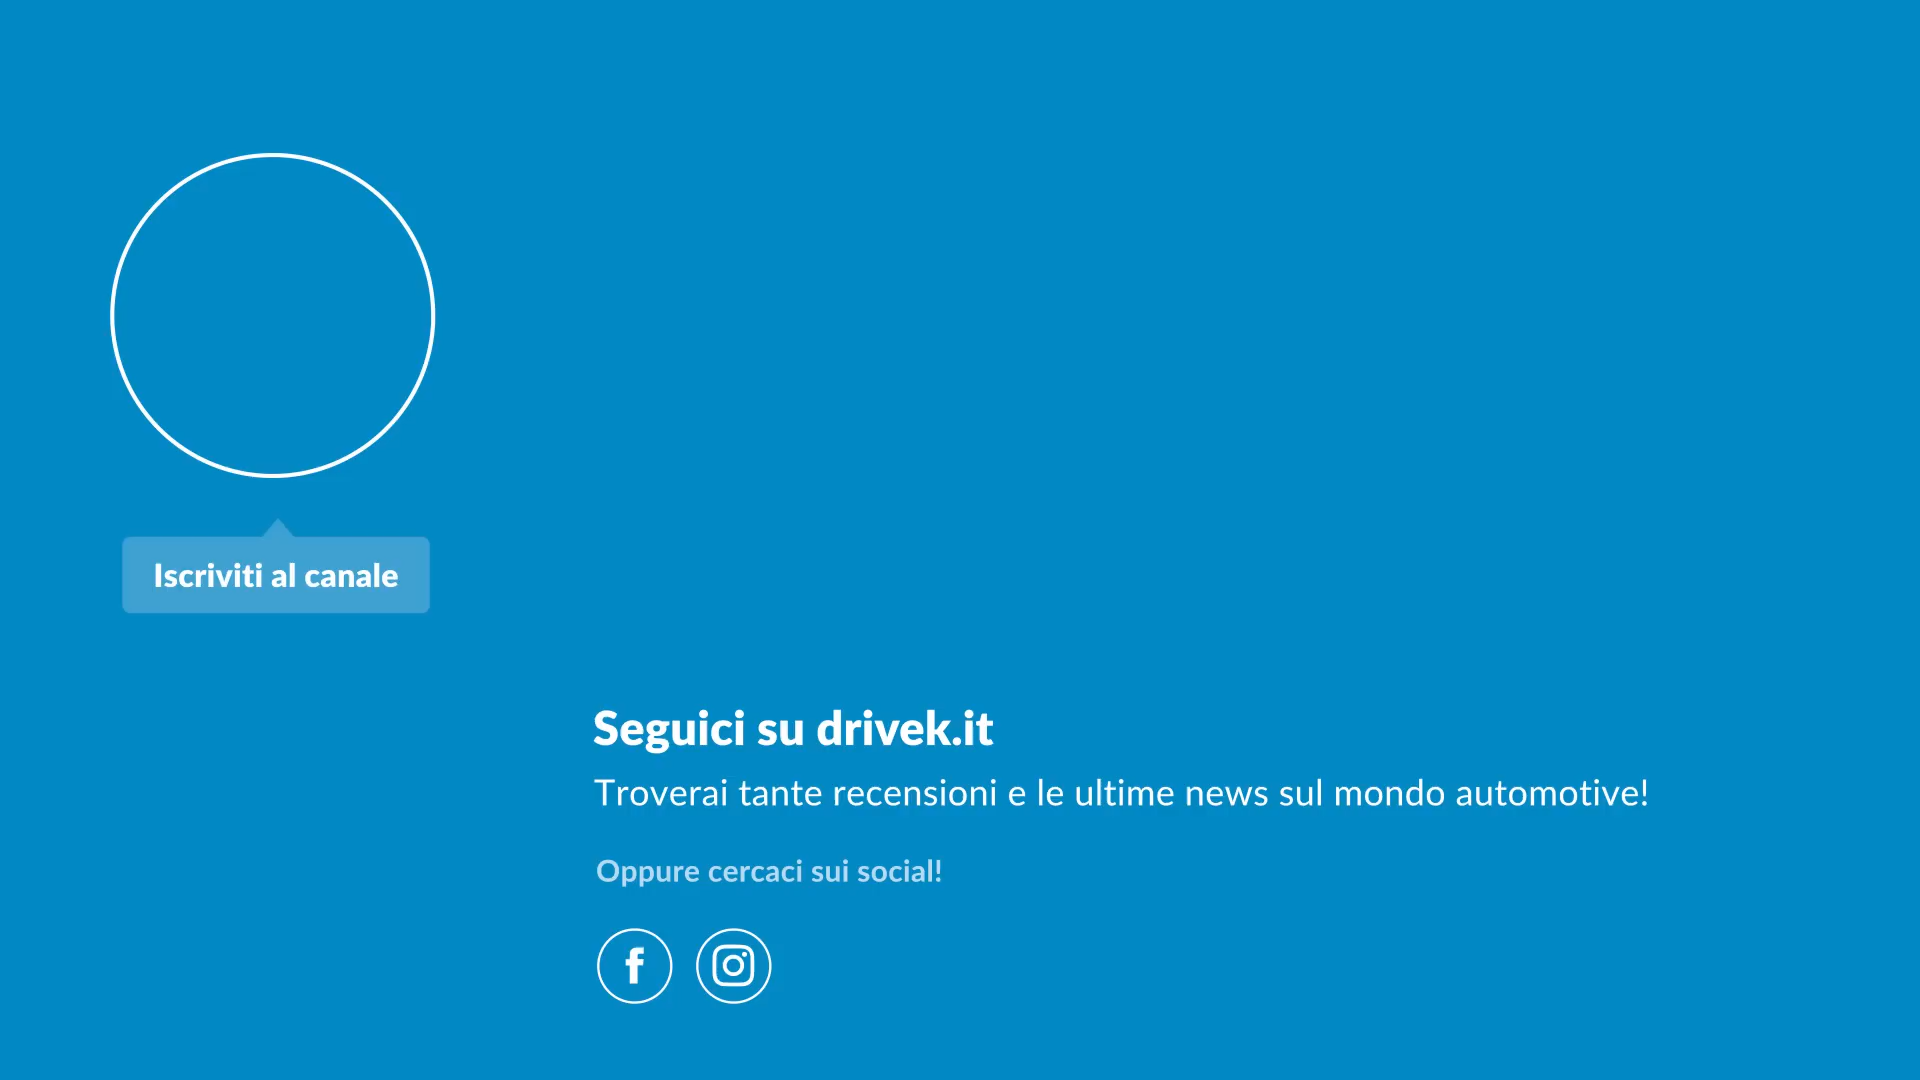 Iscriviti al canale
Seguici su drivek.it
Troverai tante recensioni e le ultime news sul mondo automotive!
Oppure cercaci sui social!